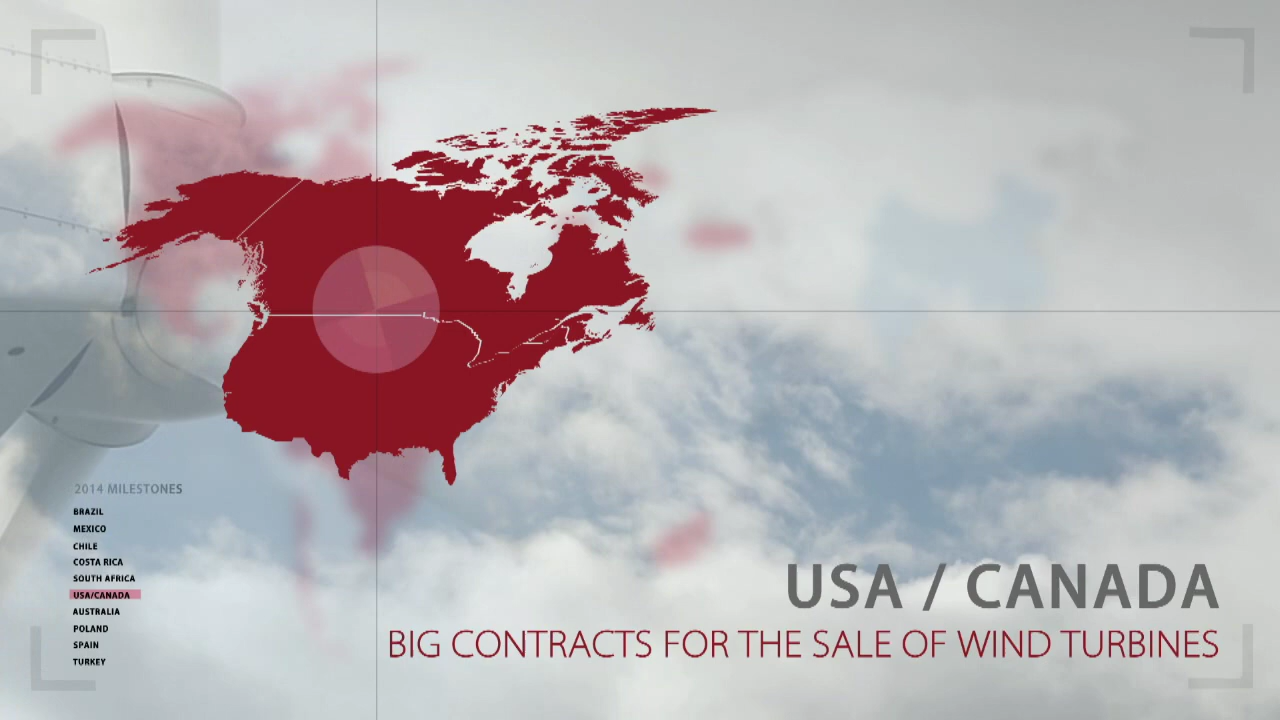 2014 MILESTONES
BRAZIL
MEXICO
CHILE
COSTA RICA
SOUTH AFRICA
USA/CANADA
AUSTRALIA
POLAND
SPAIN
TURKEY
USA / CANADA
BIG CONTRACTS FOR THE SALE OF WIND TURBINES